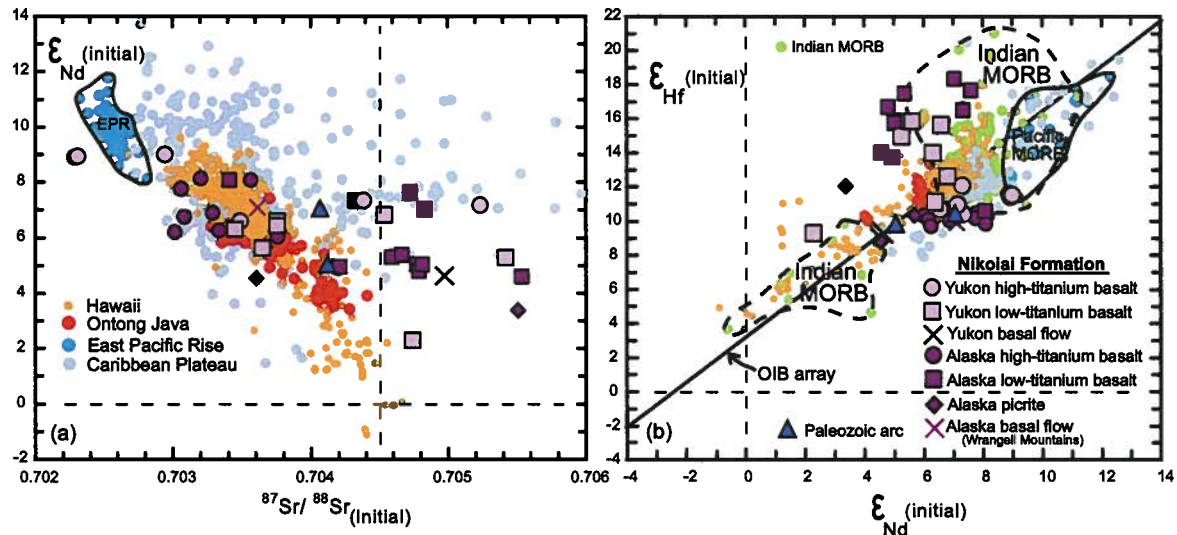 14
12
10
8
6
4
2
0
-2
ε Nd (initial)
EPR
Hawaii
Ontong Java
East Pacific Rise
Caribbean Plateau
(a)
0.702
0.703
0.704
0.705
0.706
87Sr/ 88Sr (Initial)
22
20
18
16
14
12
10
8
6
4
2
0
-2
-4
ε Hf (Initial)
Indian MORB
Indian
MORB
Pacific
MORB
Indian
MORB
OIB array
Nikolai Formation
Yukon high-titanium basalt
Yukon low-titanium basalt
Yukon basal flow
Alaska high-titanium basalt
Alaska low-titanium basalt
Alaska picrite
Alaska basal flow
(Wrangell Mountains)
Paleozoic arc
(b)
-4
-2
0
2
4
6
8
10
12
14
ε Nd (initial)